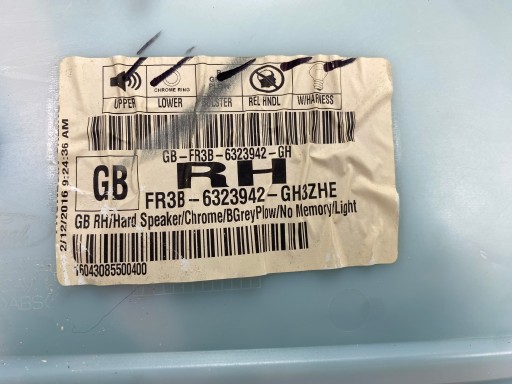 UPPER
CHROME RING
LOWER
REL HNDL
W/HARNESS
GB-FR3B-6323942-GH
RH
GB
FR3B-6323942-GH3ZHE
GB RH/Hard Speaker/Chrome/BGreyPlow/No Memory/Light
2/12/2016 9:24:36 AM
16043085500400